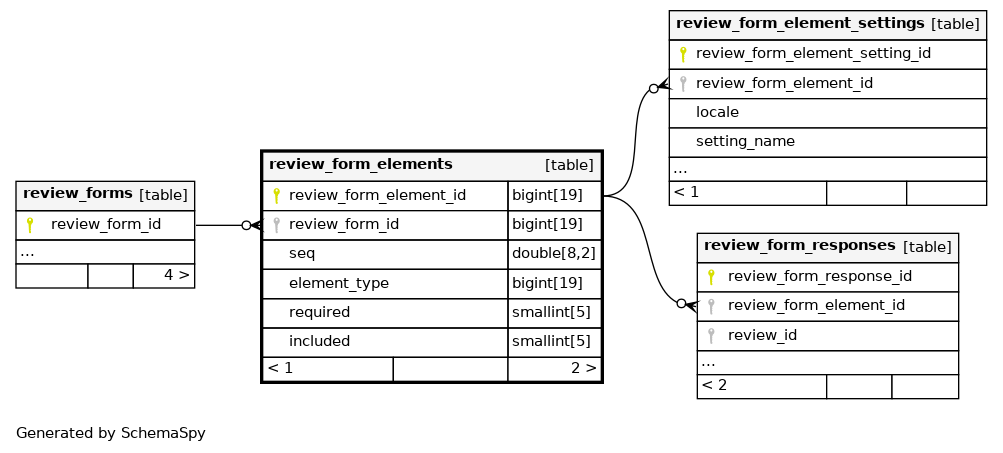 review_form_element_settings [table]
review_form_element_setting_id
review_form_element_id
locale
setting_name
...
< 1
review_form_elements [table]
review_form_element_id bigint[19]
review_form_id bigint[19]
seq double[8,2]
element_type bigint[19]
required smallint[5]
included smallint[5]
< 1 2 >
review_forms [table]
review_form_id
...
4 >
review_form_responses [table]
review_form_response_id
review_form_element_id
review_id
...
< 2
Generated by SchemaSpy